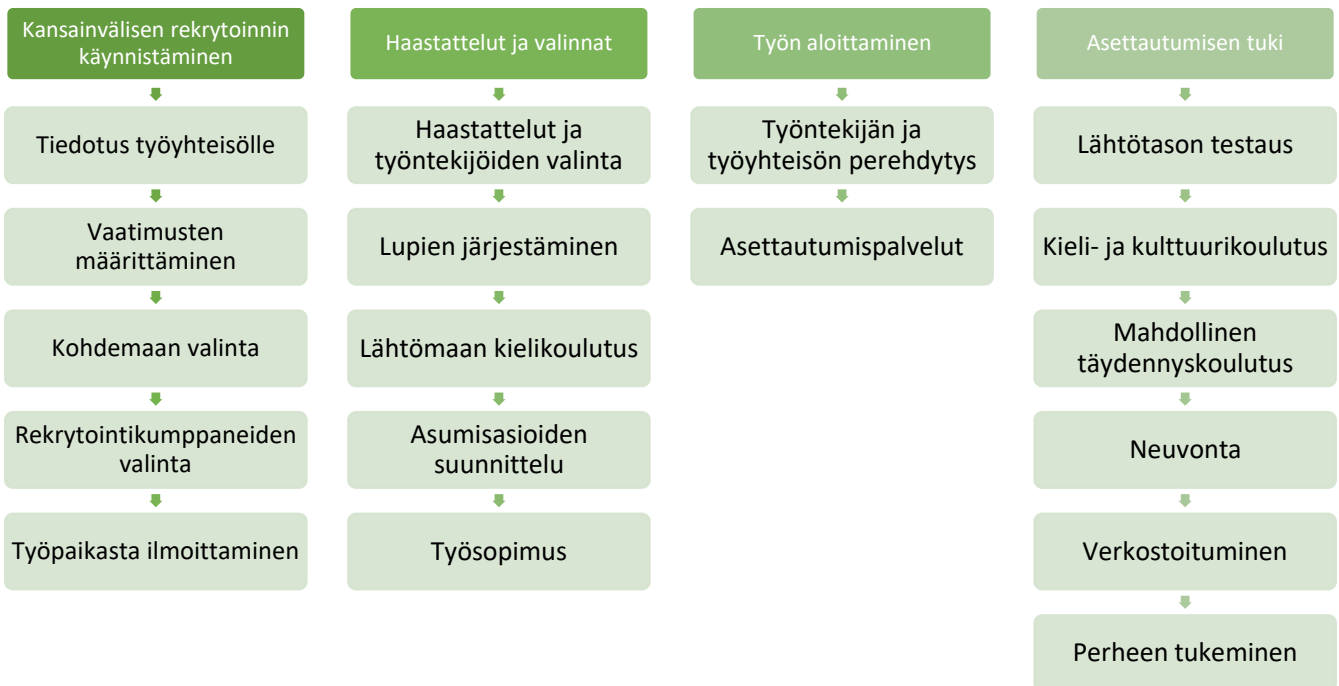 Kansainvälisen rekrytoinnin
käynnistäminen
Tiedotus työyhteisölle
Vaatimusten
määrittäminen
Kohdemaan valinta
Rekrytointikumppaneiden
valinta
Työpaikasta ilmoittaminen
Haastattelut ja valinnat
Haastattelut ja
työntekijöiden valinta
Lupien järjestäminen
Lähtömaan kielikoulutus
Asumisasioiden
suunnittelu
Työsopimus
Työn aloittaminen
Työntekijän ja
työyhteisön perehdytys
Asettautumispalvelut
Asettautumisen tuki
Lähtötason testaus
Kieli- ja kulttuurikoulutus
Mahdollinen
täydennyskoulutus
Neuvonta
Verkostoituminen
Perheen tukeminen